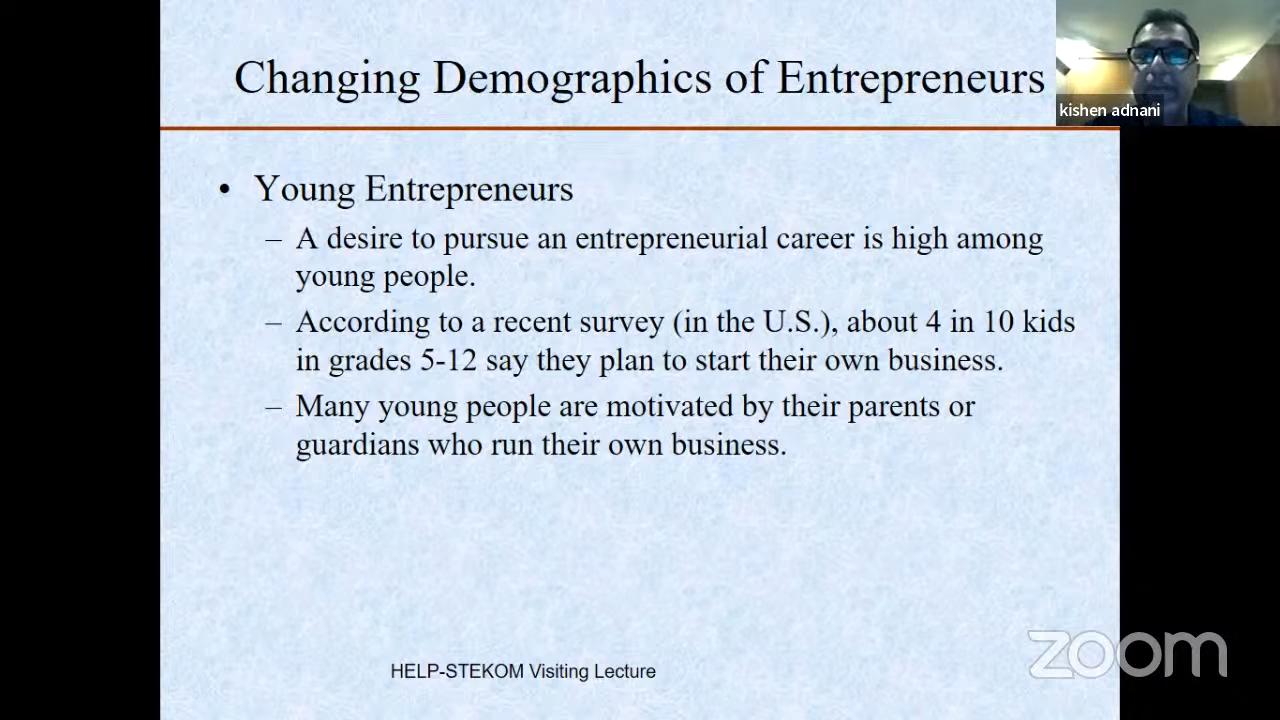 Changing Demographics of Entrepreneurs
kishen adnani
• Young Entrepreneurs
– A desire to pursue an entrepreneurial career is high among
young people.
– According to a recent survey (in the U.S.), about 4 in 10 kids
in grades 5-12 say they plan to start their own business.
– Many young people are motivated by their parents or
guardians who run their own business.
HELP-STEKOM Visiting Lecture
zoom